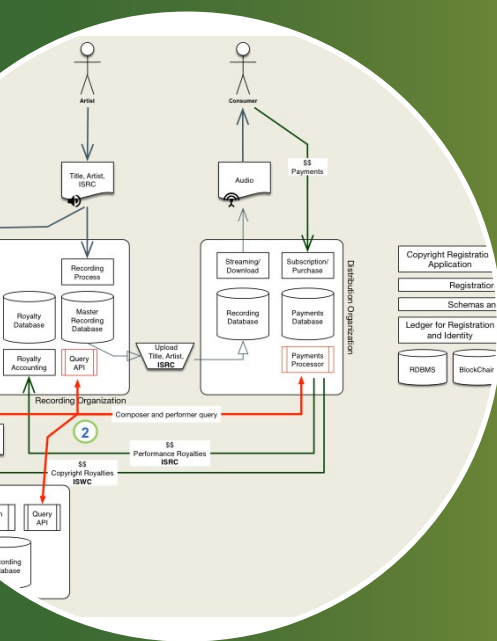 Artist
Consumer
Title, Artist,
ISRC
Audio
$$
Payments
Recording
Process
Streaming/
Download
Subscription/
Purchase
Distribution Organization
Royalty
Database
Master
Recording
Database
Recording
Database
Payments
Database
Royalty
Accounting
Query
API
Upload
Title, Artist,
ISRC
Payments
Processor
Recording Organization
Composer and performer query
2
$$
Performance Royalties
ISRC
$$
Copyright Royalties
ISWC
Query
API
Copyright Registratio
Application
Registration
Schemas an
Ledger for Registration
and Identity
RDBMS
BlockChair